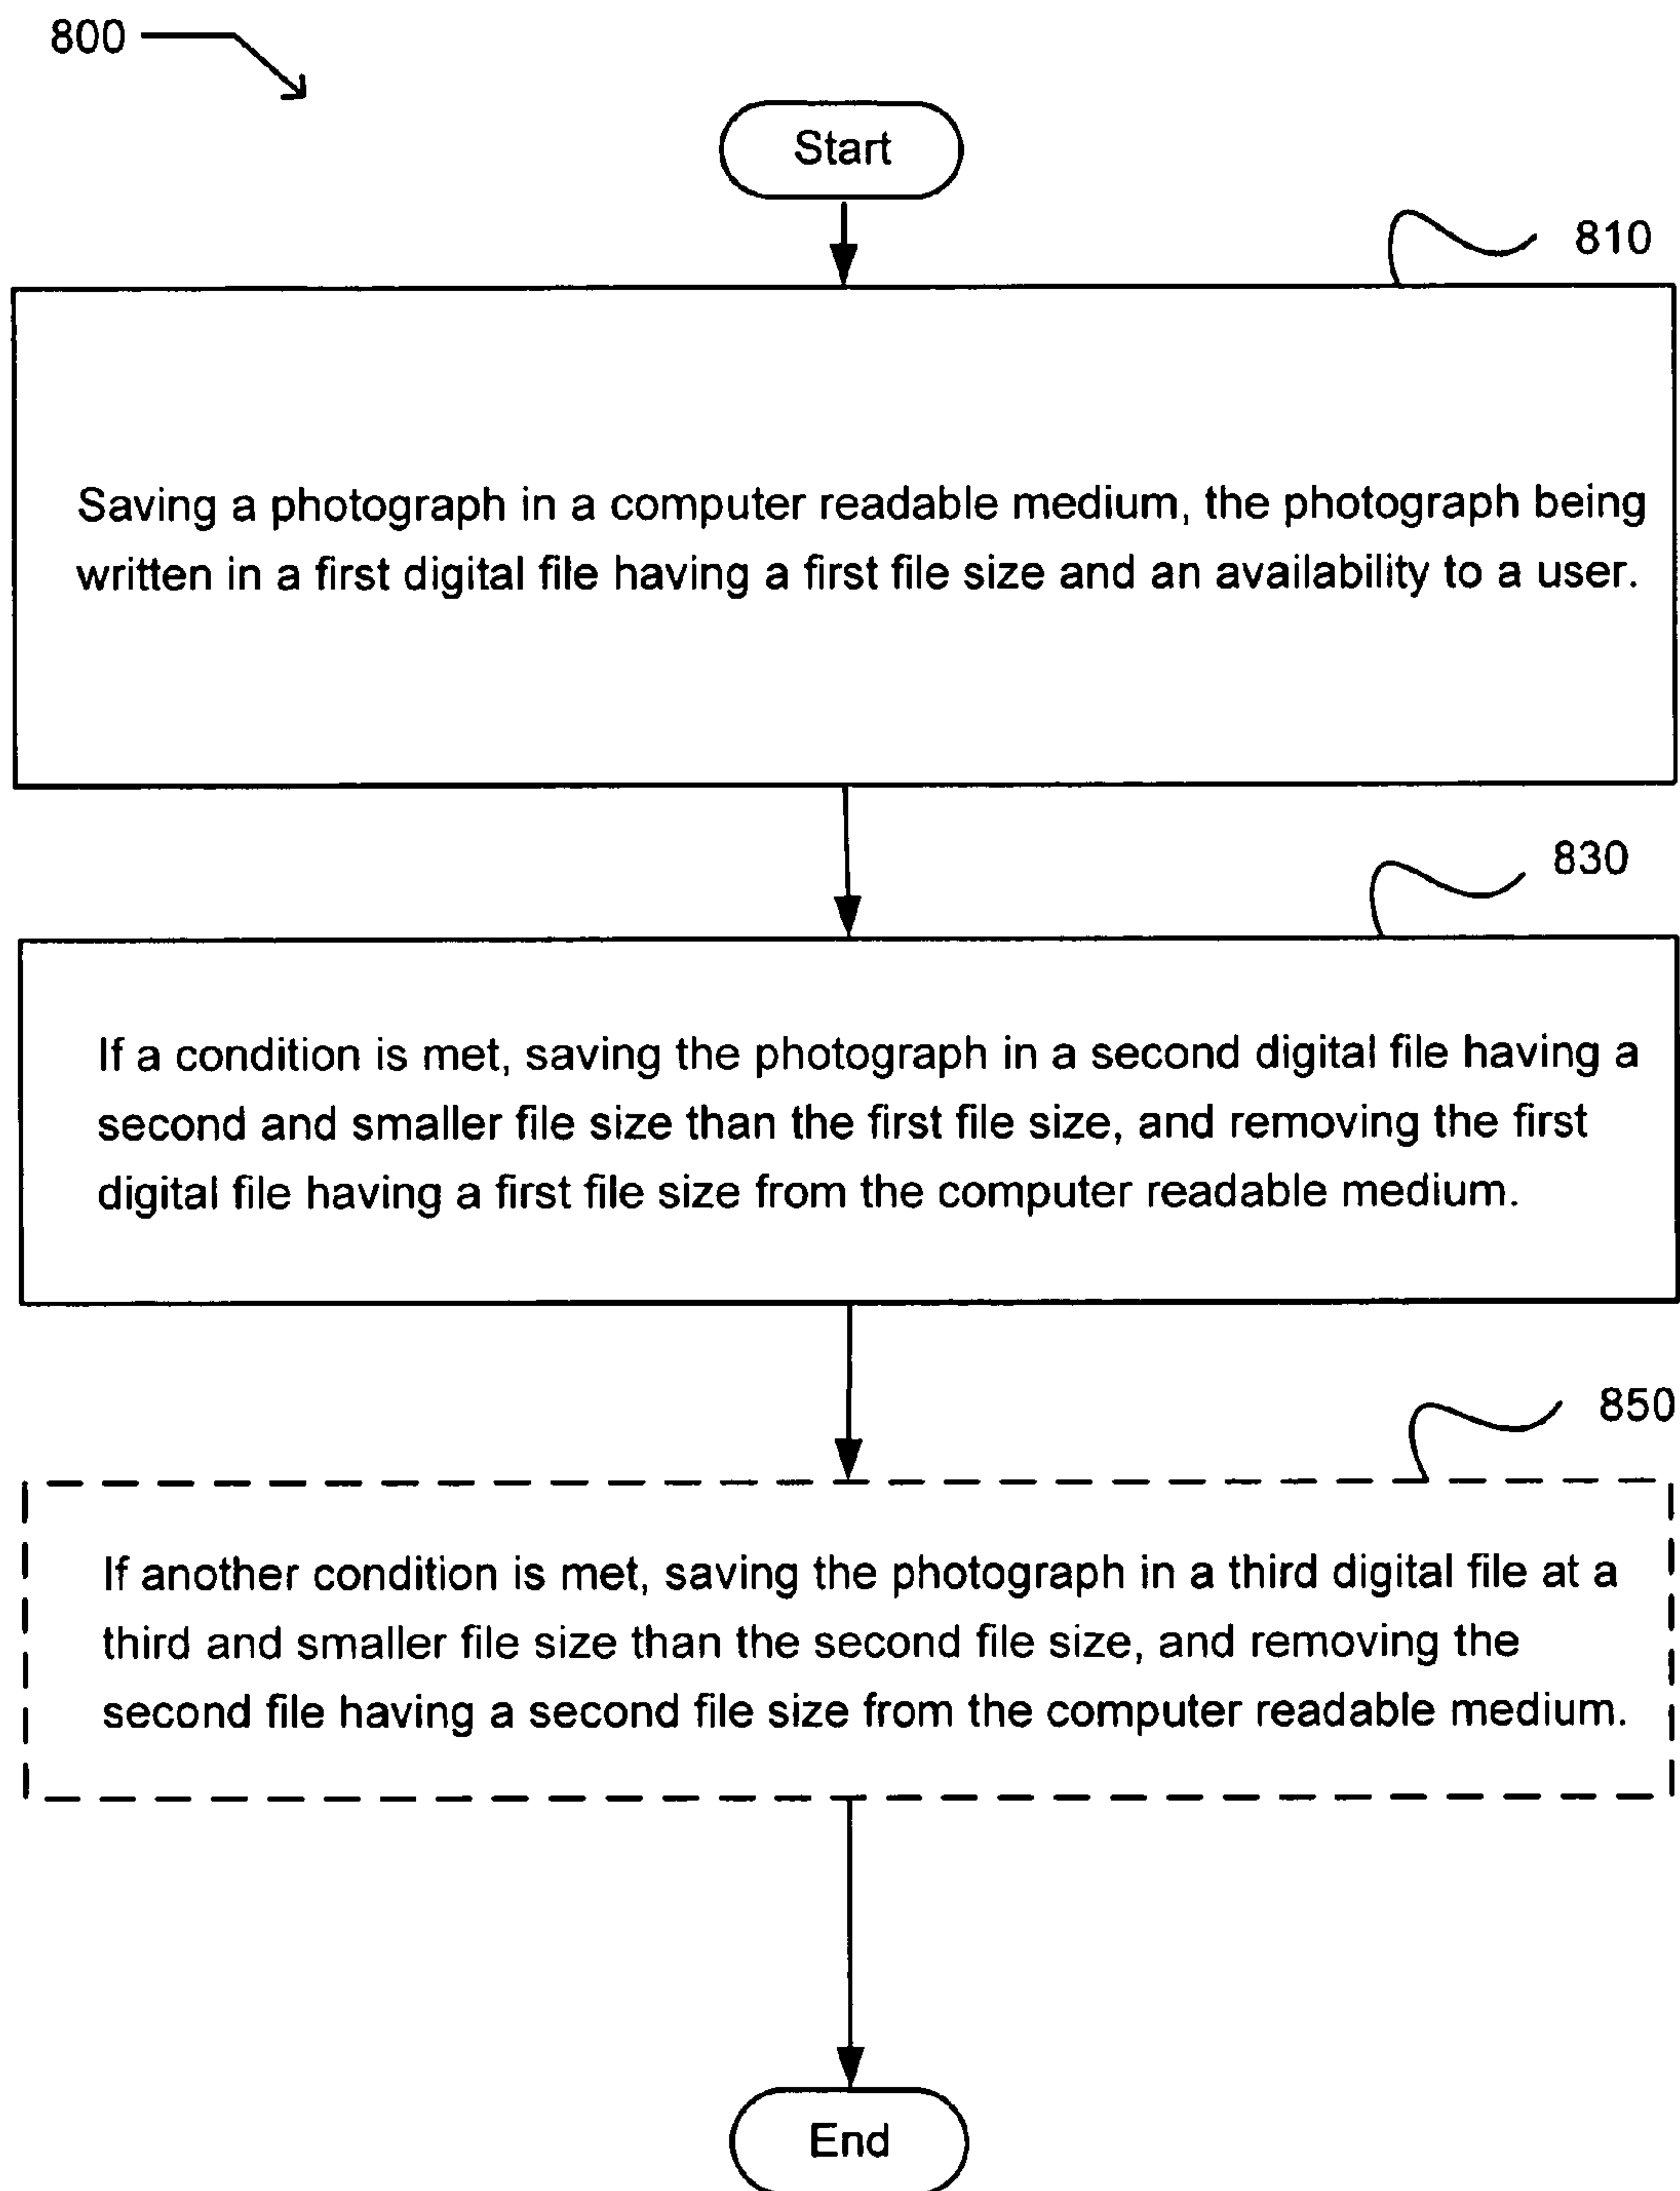 800
Start
810
Saving a photograph in a computer readable medium, the photograph being
written in a first digital file having a first file size and an availability to a user.
830
If a condition is met, saving the photograph in a second digital file having a
second and smaller file size than the first file size, and removing the first
digital file having a first file size from the computer readable medium.
850
If another condition is met, saving the photograph in a third digital file at a
third and smaller file size than the second file size, and removing the
second file having a second file size from the computer readable medium.
End